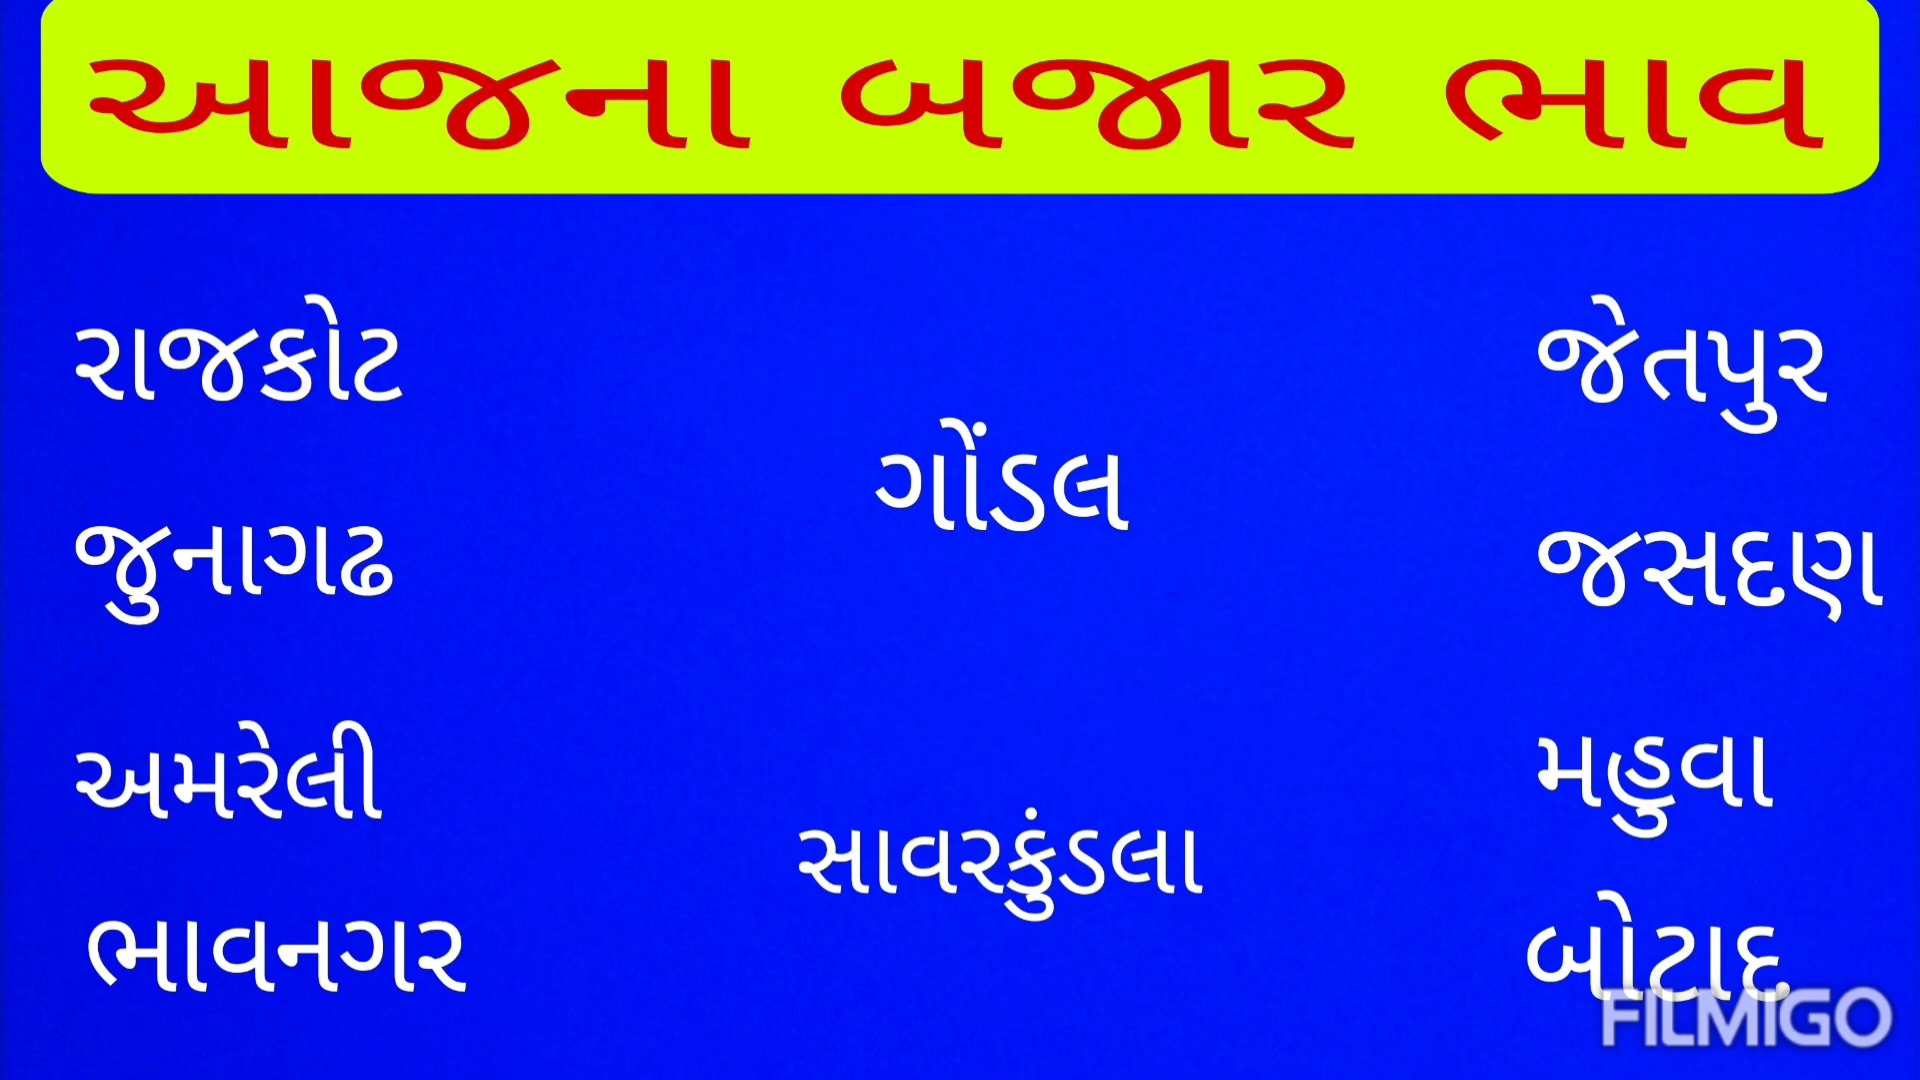 આજના બજાર ભાવ
રાજકોટ
જેતપુર
ગોંડલ
જુનાગઢ
જસદણ
અમરેલી
મહુવા
સાવરકુંડલા
ભાવનગર
બોટાદ
FILMIGO